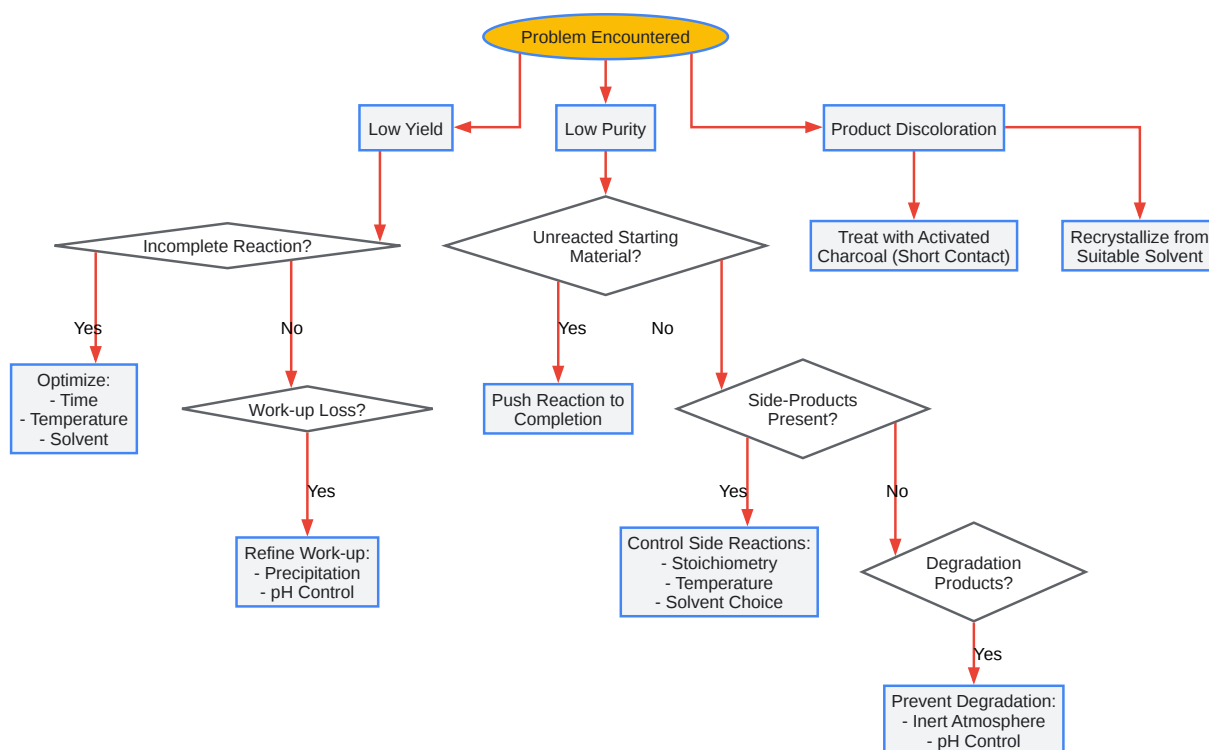 Problem Encountered
Low Yield
Low Purity
Product Discoloration
Incomplete Reaction?
Unreacted Starting
Material?
Treat with Activated
Charcoal (Short Contact)
Recrystallize from
Suitable Solvent
Yes
No
Yes
No
Optimize:
- Time
- Temperature
- Solvent
Work-up Loss?
Push Reaction to
Completion
Side-Products
Present?
Yes
Yes
No
Refine Work-up:
- Precipitation
- pH Control
Control Side Reactions:
- Stoichiometry
- Temperature
- Solvent Choice
Degradation
Products?
Yes
Prevent Degradation:
- Inert Atmosphere
- pH Control